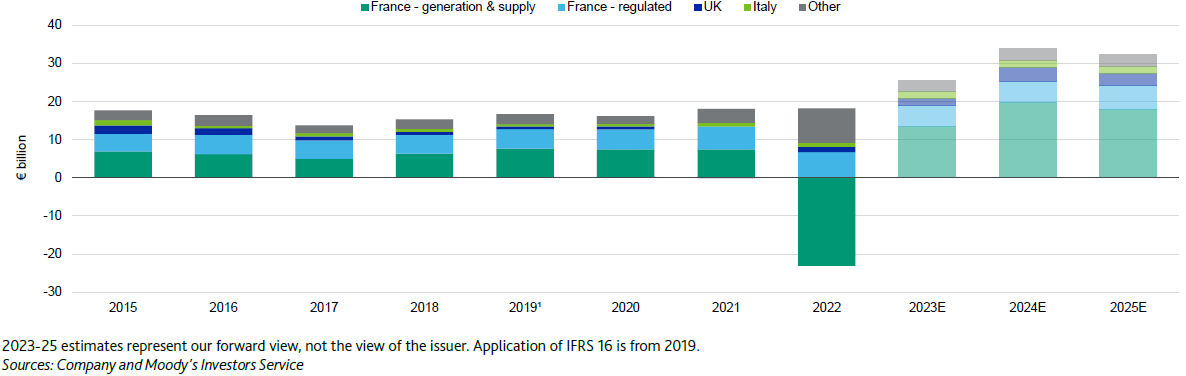 France - generation & supply France - regulated UK Italy Other
€ billion
40
30
20
10
0
-10
-20
-30
2015 2016 2017 2018 2019¹ 2020 2021 2022 2023E 2024E 2025E
2023-25 estimates represent our forward view, not the view of the issuer. Application of IFRS 16 is from 2019.
Sources: Company and Moody's Investors Service